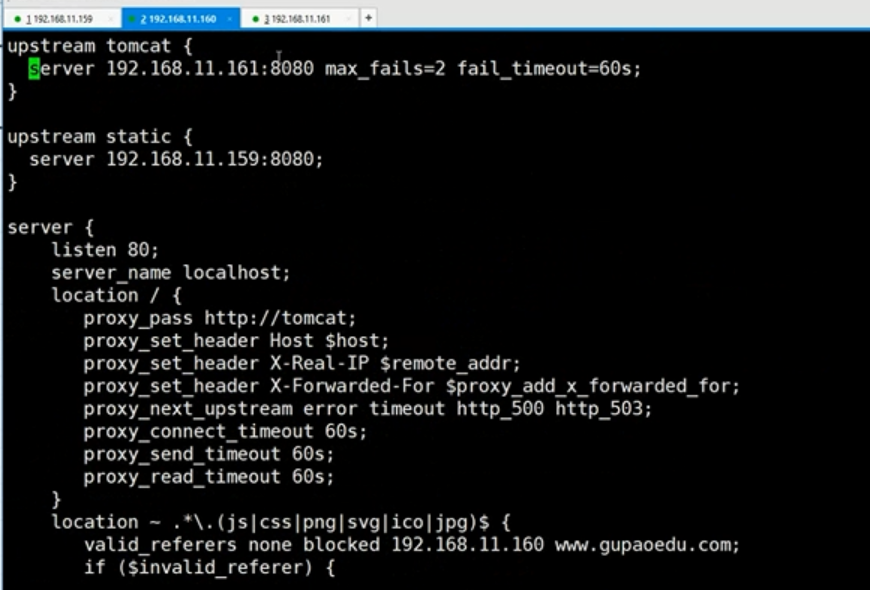 1 192.168.11.159 × 2 192.168.11.160 × 3 192.168.11.161 × +
upstream tomcat {
  server 192.168.11.161:8080 max_fails=2 fail_timeout=60s;
}

upstream static {
  server 192.168.11.159:8080;
}

server {
    listen 80;
    server_name localhost;
    location / {
       proxy_pass http://tomcat;
       proxy_set_header Host $host;
       proxy_set_header X-Real-IP $remote_addr;
       proxy_set_header X-Forwarded-For $proxy_add_x_forwarded_for;
       proxy_next_upstream error timeout http_500 http_503;
       proxy_connect_timeout 60s;
       proxy_send_timeout 60s;
       proxy_read_timeout 60s;
    }
    location ~ .*\.(js|css|png|svg|ico|jpg)$ {
       valid_referers none blocked 192.168.11.160 www.gupaoedu.com;
       if ($invalid_referer) {